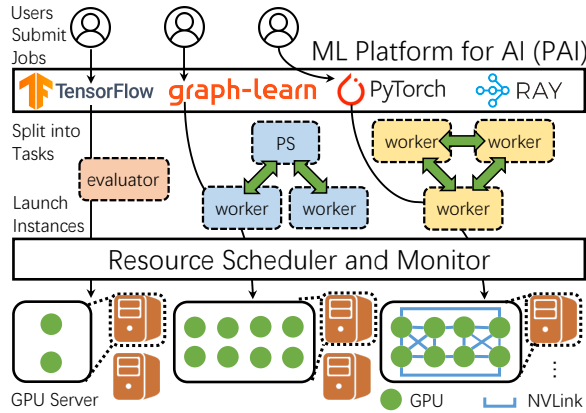 Users
Submit
Jobs
ML Platform for AI (PAI)
TensorFlow
graph-learn
PyTorch
RAY
Split into
Tasks
PS
worker
worker
evaluator
worker
worker
worker
Launch
Instances
Resource Scheduler and Monitor
GPU Server
GPU
NVLink